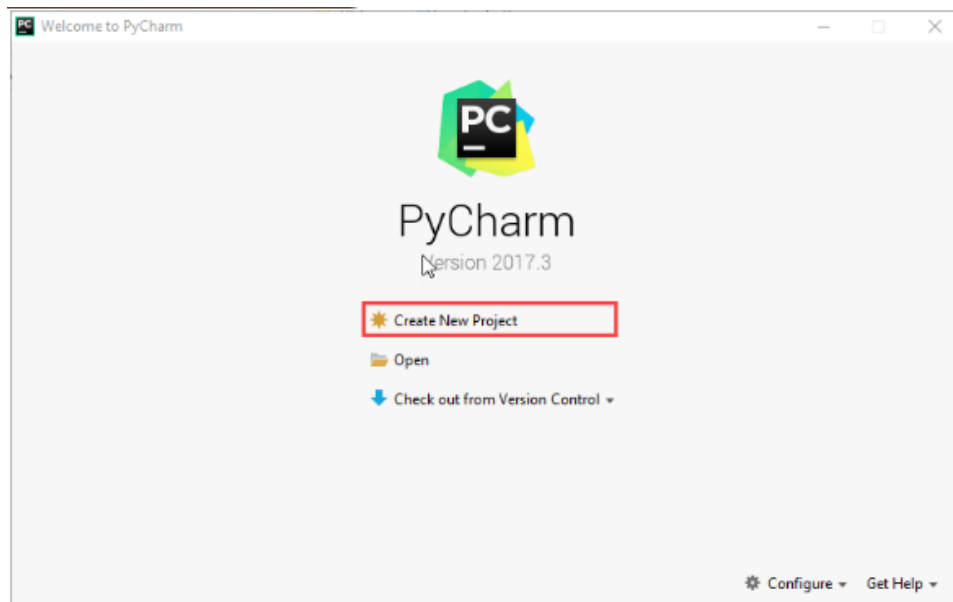 PC Welcome to PyCharm
PC
PyCharm
Version 2017.3
Create New Project
Open
Check out from Version Control
Configure Get Help